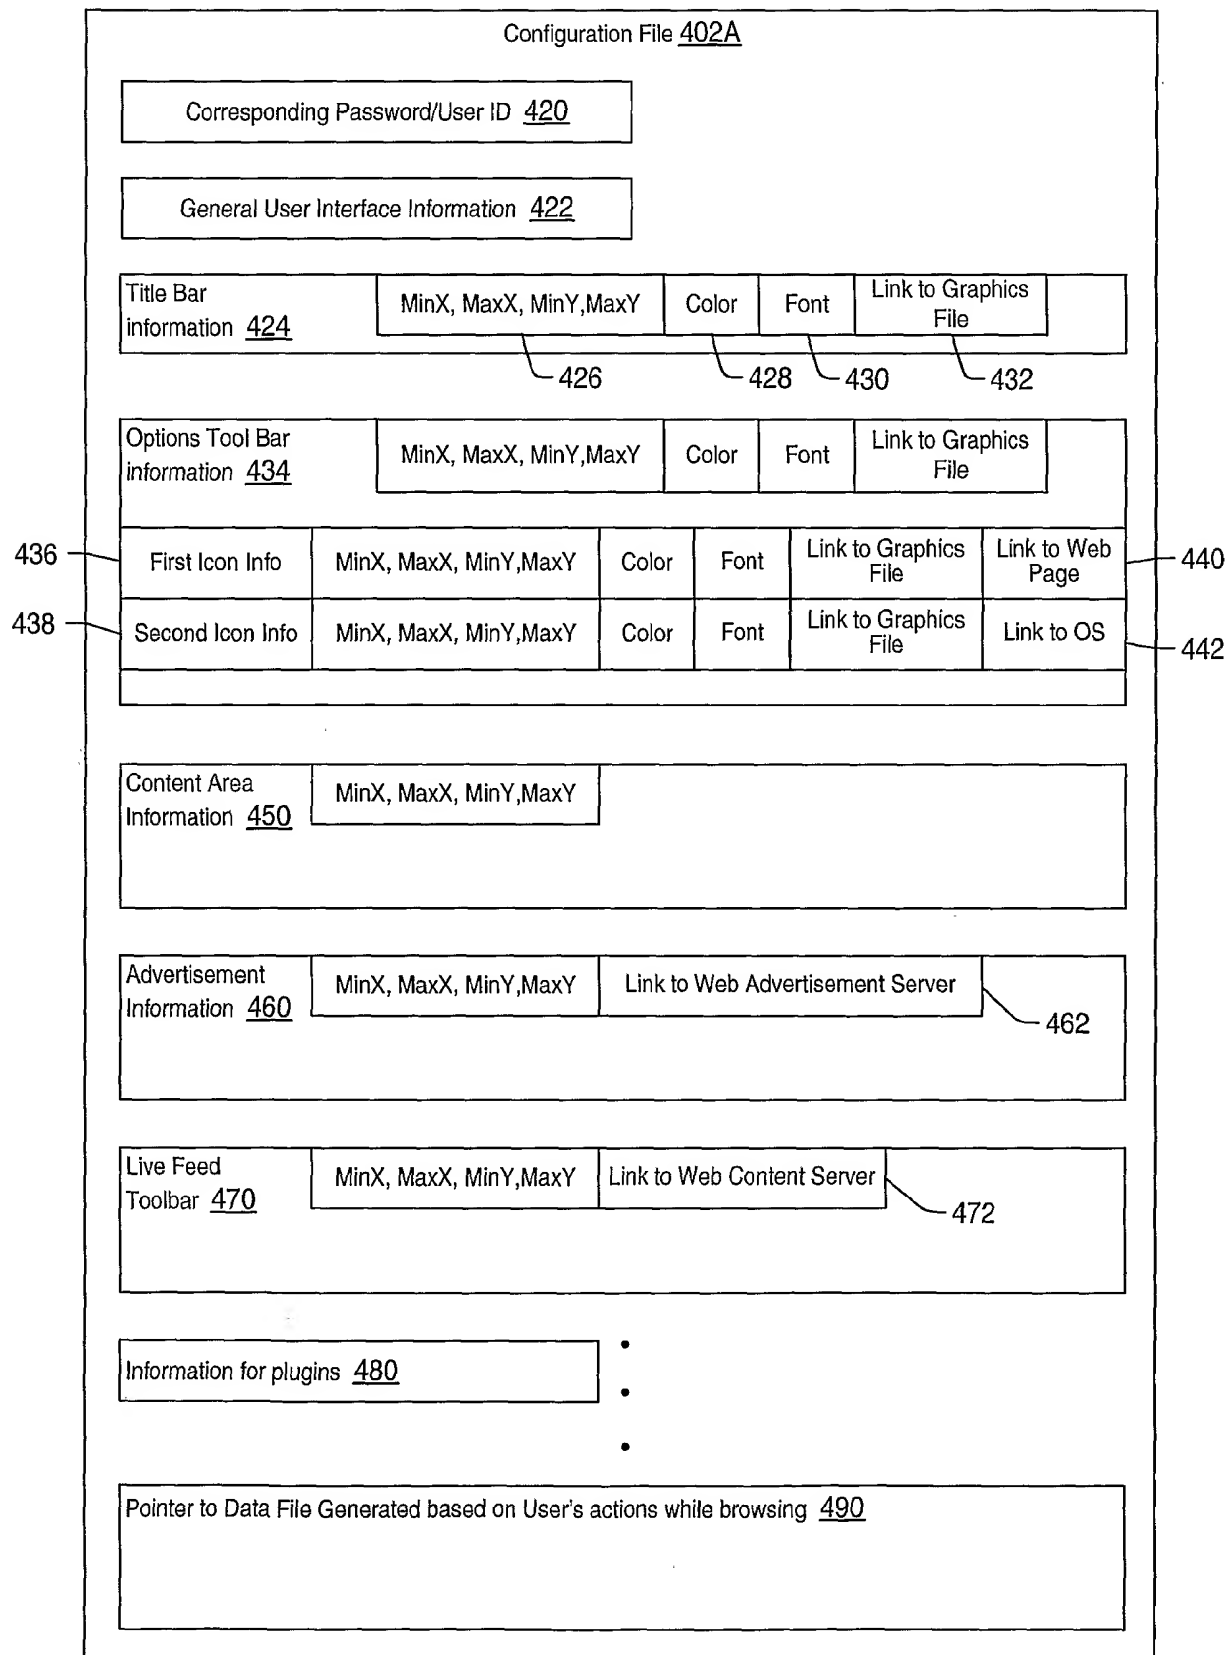 Configuration File 402A
Corresponding Password/User ID 420
General User Interface Information 422
Title Bar
information 424
MinX, MaxX, MinY,MaxY
Color
Font
Link to Graphics
File
426
428
430
432
Options Tool Bar
information 434
MinX, MaxX, MinY,MaxY
Color
Font
Link to Graphics
File
436
First Icon Info
MinX, MaxX, MinY,MaxY
Color
Font
Link to Graphics
File
Link to Web
Page
440
438
Second Icon Info
MinX, MaxX, MinY,MaxY
Color
Font
Link to Graphics
File
Link to OS
442
Content Area
Information 450
MinX, MaxX, MinY,MaxY
Advertisement
Information 460
MinX, MaxX, MinY,MaxY
Link to Web Advertisement Server
462
Live Feed
Toolbar 470
MinX, MaxX, MinY,MaxY
Link to Web Content Server
472
Information for plugins 480
Pointer to Data File Generated based on User's actions while browsing 490